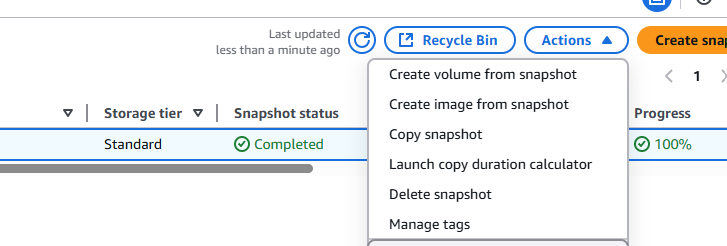 Last updated
less than a minute ago
Recycle Bin
Actions
Create snap
1
Create volume from snapshot
Create image from snapshot
Copy snapshot
Launch copy duration calculator
Delete snapshot
Manage tags
Storage tier
Snapshot status
Progress
Standard
Completed
100%